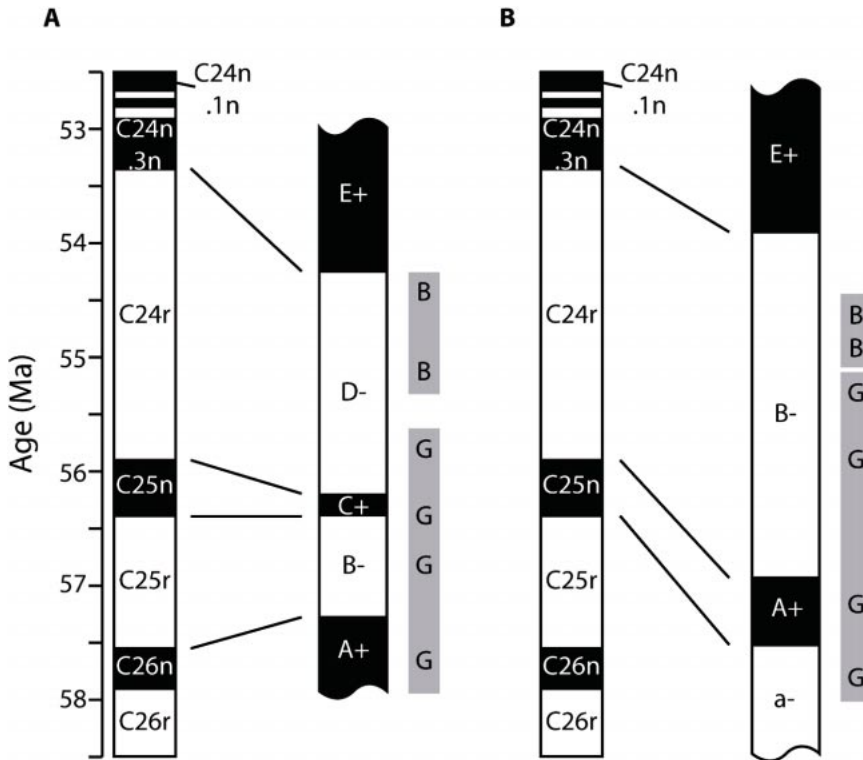 A
B
C24n
.1n
C24n
.3n
C24r
C25n
C25r
C26n
C26r
53
54
55
56
57
58
Age (Ma)
E+
D-
C+
B-
A+
B
B
G
G
G
G
C24n
.1n
C24n
.3n
C24r
C25n
C25r
C26n
C26r
E+
B-
A+
a-
B
B
G
G
G
G